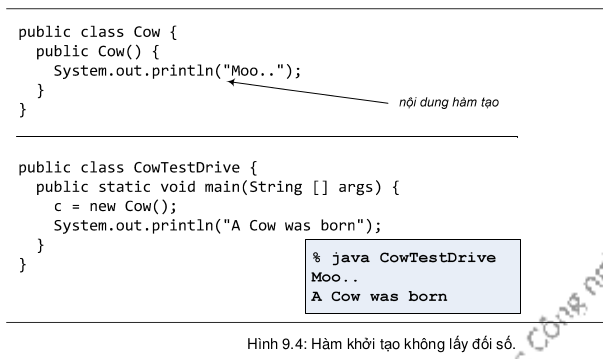 public class Cow {
public Cow() {
System.out.println("Moo..");
}
}
nội dung hàm tạo
public class CowTestDrive {
public static void main(String [] args) {
c = new Cow();
System.out.println("A Cow was born");
}
}
% java CowTestDrive
Moo..
A Cow was born
Hình 9.4: Hàm khởi tạo không lấy đối số.